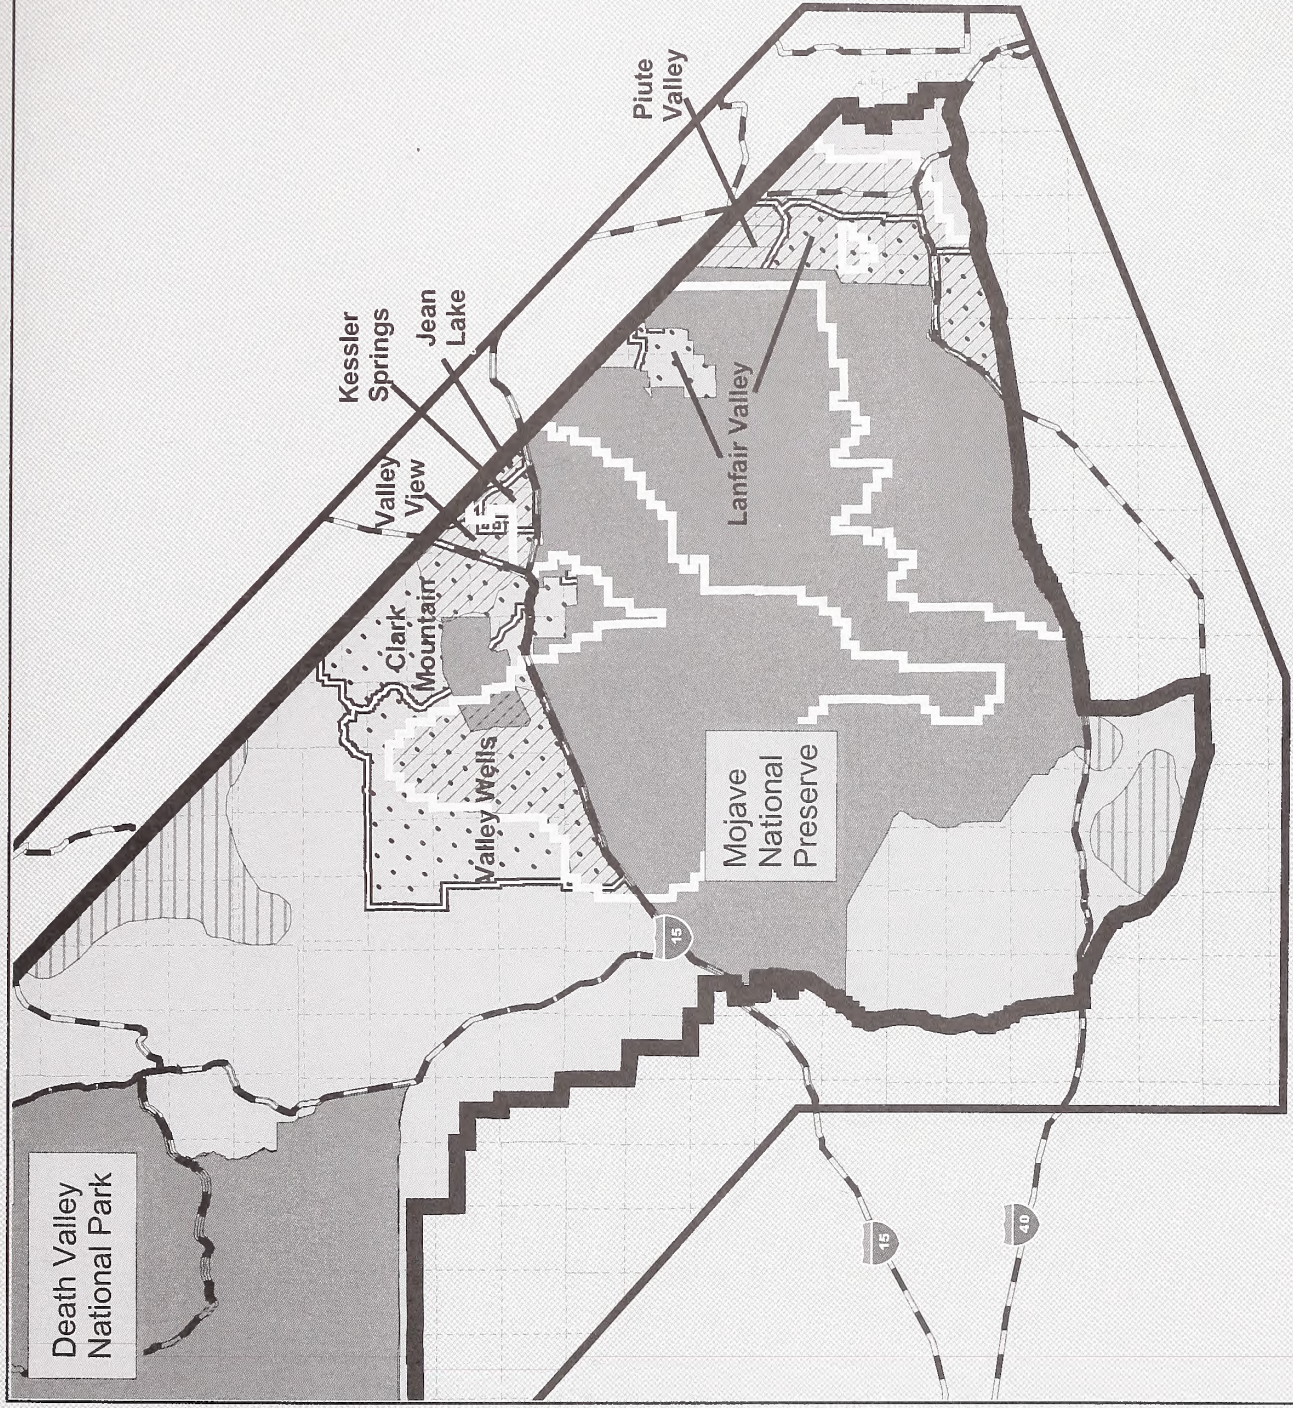 Death Valley
National Park
Kessler
Springs
Jean
Lake
Piute
Valley
Valley
View
Clark
Mountain
Valley Wells
Lanfair Valley
Mojave
National
Preserve
15
15
40